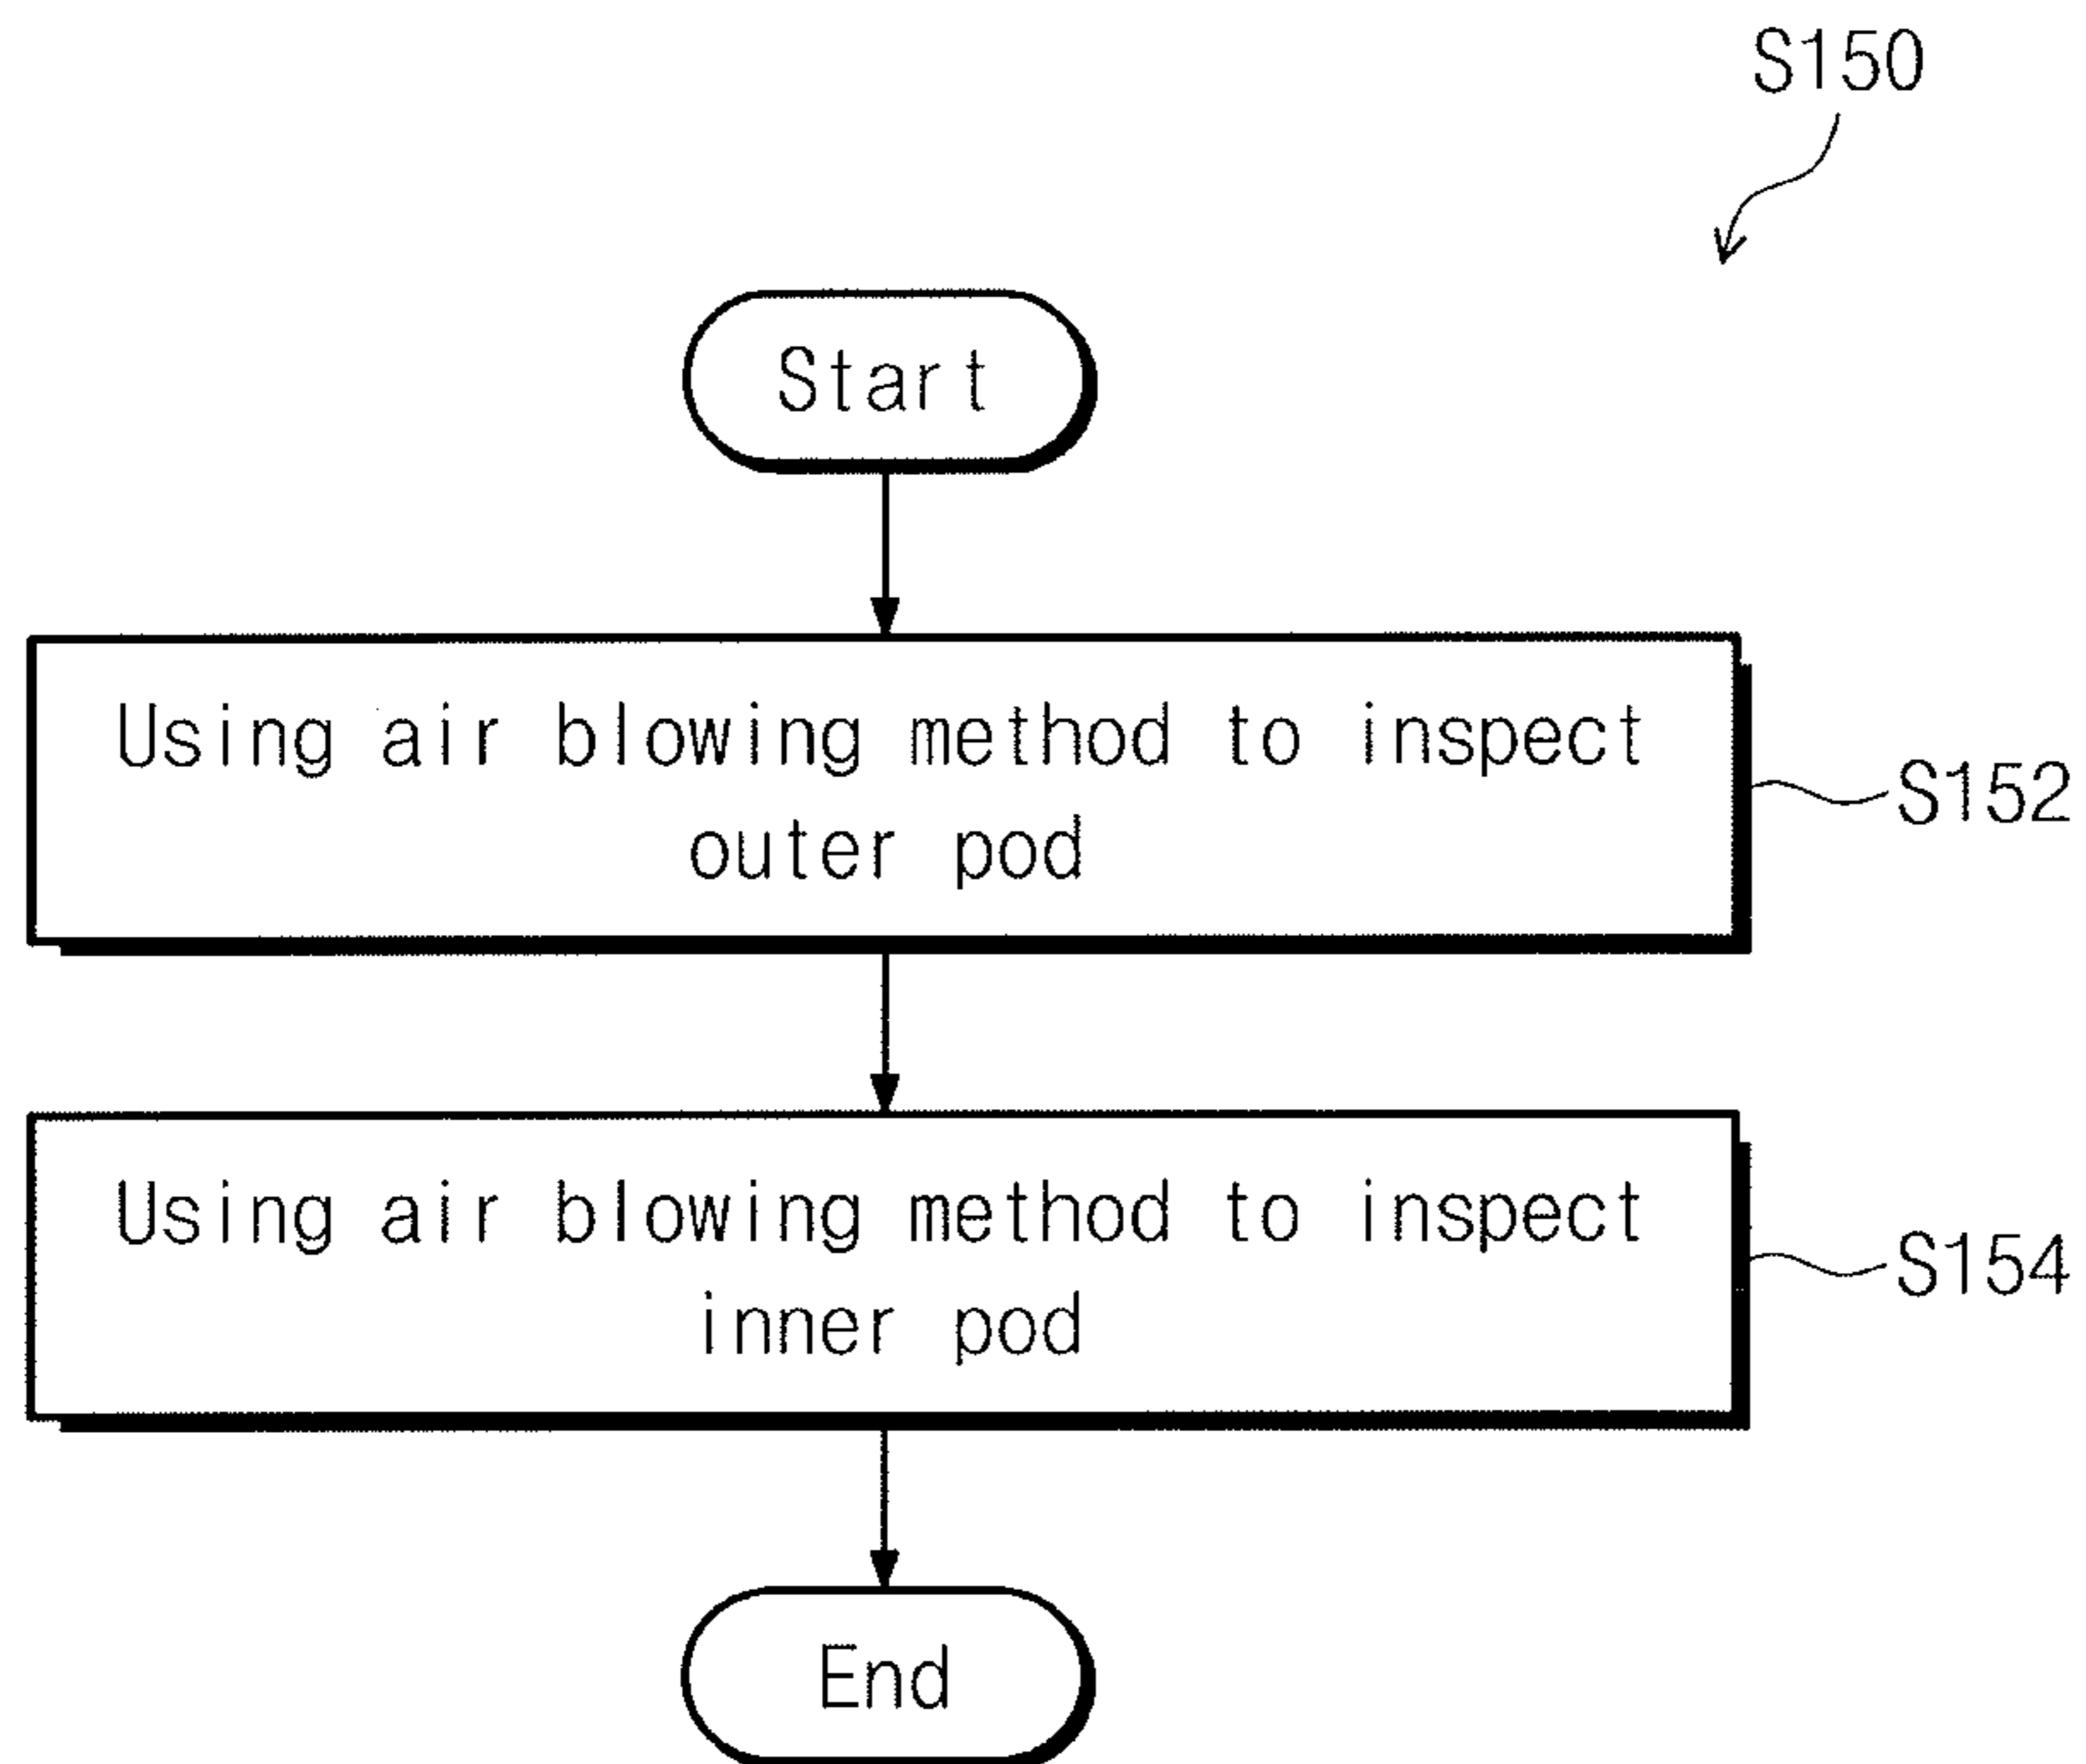 S150
Start
Using air blowing method to inspect
outer pod
S152
Using air blowing method to inspect
inner pod
S154
End